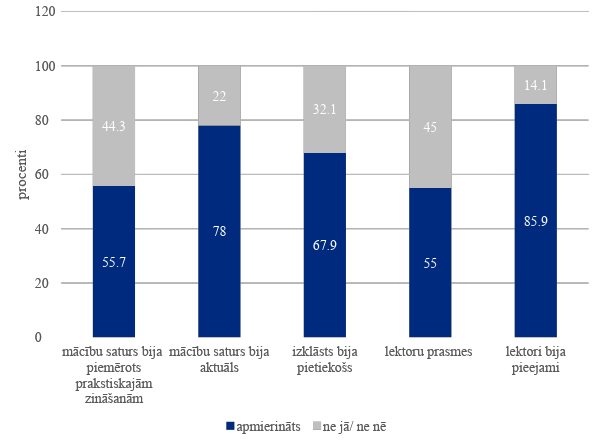 120
100
80
60
40
20
0
procenti
44.3
22
32.1
45
14.1
55.7
78
67.9
55
85.9
mācību saturs bija
piemērots
prakstiskajām
zināšanām
mācību saturs bija
aktuāls
izklāsts bija
pietiekošs
lektoru prasmes
lektori bija
pieejami
apmierināts
ne jā/ ne nē